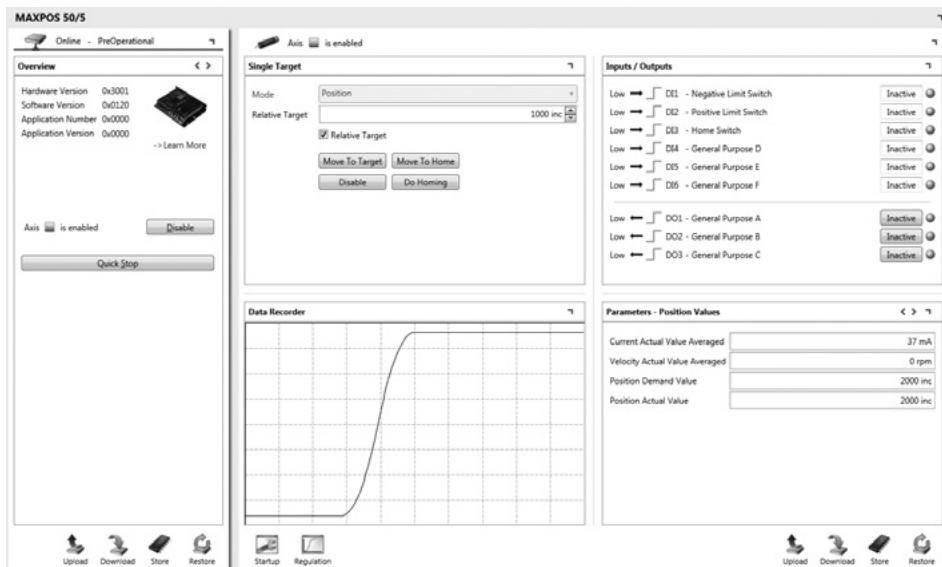 MAXPOS 50/5
Online - PreOperational
Overview
Hardware Version 0x3001
Software Version 0x0120
Application Number 0x0000
Application Version 0x0000
-> Learn More
Axis is enabled
Disable
Quick Stop
Upload Download Store Restore
Axis is enabled
Single Target
Mode Position
Relative Target 1000 inc
Relative Target
Move To Target Move To Home
Disable Do Homing
Inputs / Outputs
Low DI1 - Negative Limit Switch Inactive
Low DI2 - Positive Limit Switch Inactive
Low DI3 - Home Switch Inactive
Low DI4 - General Purpose D Inactive
Low DI5 - General Purpose E Inactive
Low DI6 - General Purpose F Inactive
Low DO1 - General Purpose A Inactive
Low DO2 - General Purpose B Inactive
Low DO3 - General Purpose C Inactive
Data Recorder
Parameters - Position Values
Current Actual Value Averaged 37 mA
Velocity Actual Value Averaged 0 rpm
Position Demand Value 2000 inc
Position Actual Value 2000 inc
Startup Regulation
Upload Download Store Restore